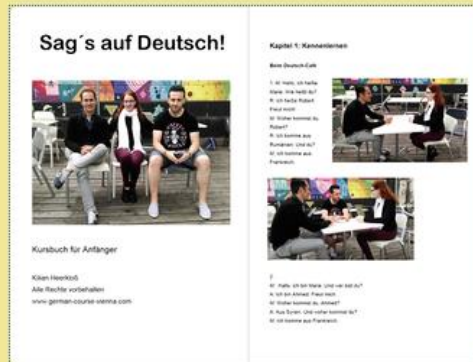 Sag´s auf Deutsch!
Kursbuch für Anfänger
Kilian Heerkloß
Alle Rechte vorbehalten
www.german-course-vienna.com
Kapitel 1: Kennenlernen
Beim Deutsch-Café
1. M: Hallo, ich heiße
Marie. Wie heißt du?
R: Ich heiße Robert.
Freut mich!
M: Woher kommst du,
Robert?
R: Ich komme aus
Rumänien. Und du?
M: Ich komme aus
Frankreich.
2.
M: Hallo, ich bin Marie. Und wer bist du?
A: Ich bin Ahmed. Freut mich.
M: Woher kommst du, Ahmed?
A: Aus Syrien. Und woher kommst du?
M: Ich komme aus Frankreich.